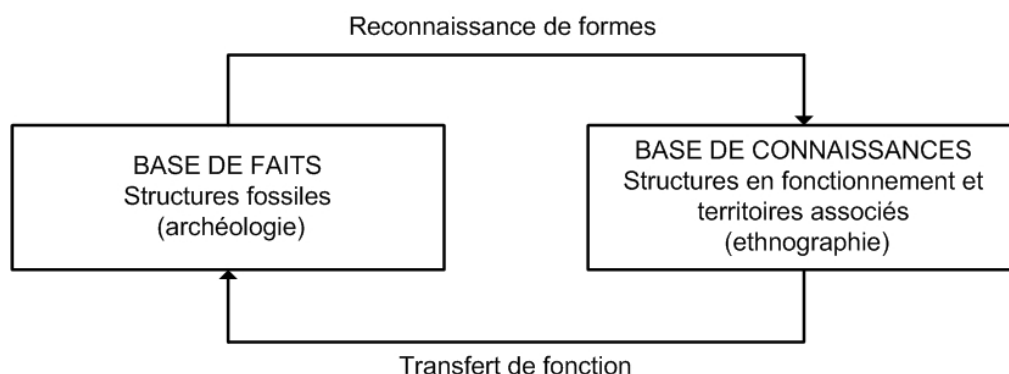 Reconnaissance de formes
BASE DE FAITS
Structures fossiles
(archéologie)
BASE DE CONNAISSANCES
Structures en fonctionnement et
territoires associés
(ethnographie)
Transfert de fonction